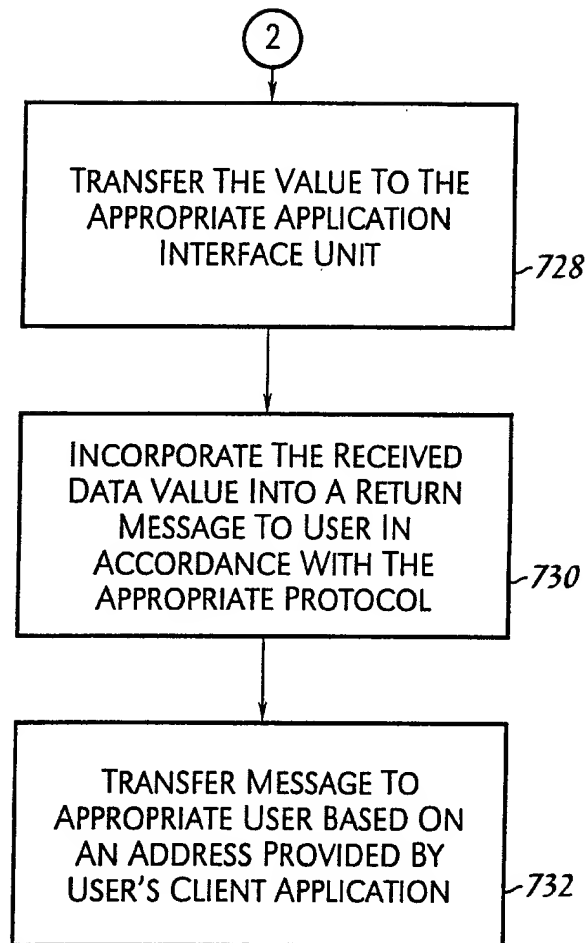 2
TRANSFER THE VALUE TO THE
APPROPRIATE APPLICATION
INTERFACE UNIT
728
INCORPORATE THE RECEIVED
DATA VALUE INTO A RETURN
MESSAGE TO USER IN
ACCORDANCE WITH THE
APPROPRIATE PROTOCOL
730
TRANSFER MESSAGE TO
APPROPRIATE USER BASED ON
AN ADDRESS PROVIDED BY
USER'S CLIENT APPLICATION
732